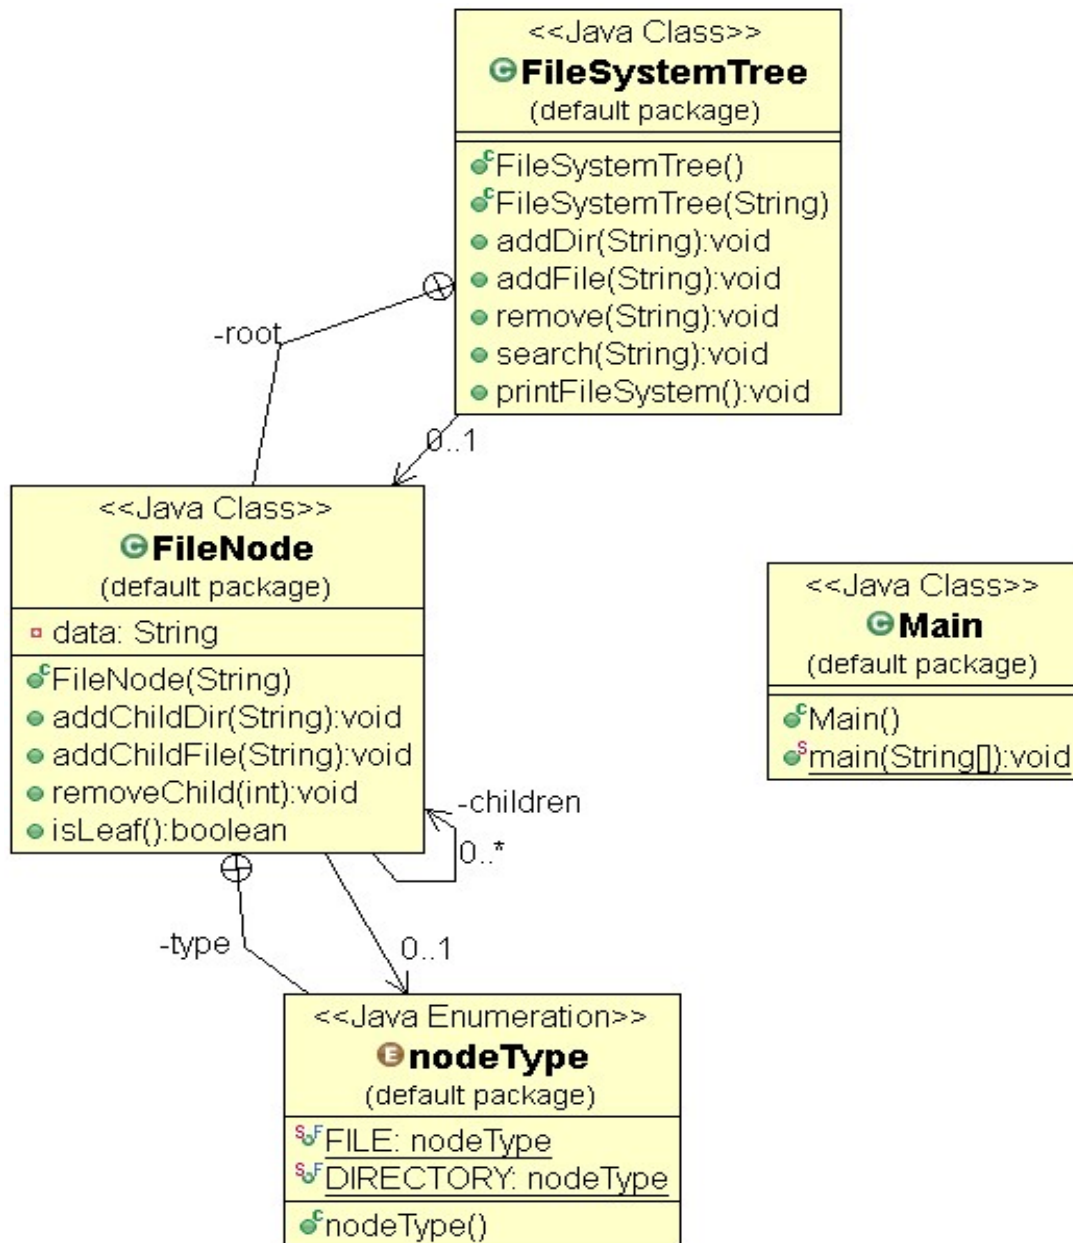 <<Java Class>>
FileSystemTree
(default package)
FileSystemTree()
FileSystemTree(String)
addDir(String):void
addFile(String):void
remove(String):void
search(String):void
printFileSystem():void
-root
0..1
<<Java Class>>
FileNode
(default package)
data: String
FileNode(String)
addChildDir(String):void
addChildFile(String):void
removeChild(int):void
isLeaf():boolean
-children
0..*
<<Java Class>>
Main
(default package)
Main()
main(String[]):void
-type
0..1
<<Java Enumeration>>
nodeType
(default package)
FILE: nodeType
DIRECTORY: nodeType
nodeType()